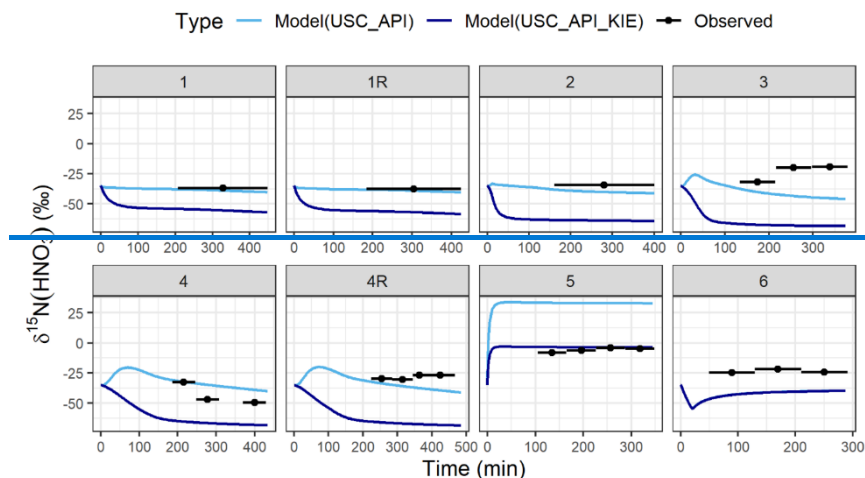 Type Model(USC_API) Model(USC_API_KIE) Observed
1 1R 2 3
25
0
-25
-50
0 100 200 300 400 0 100 200 300 400 0 100 200 300 400 0 100 200 300
4 4R 5 6
25
0
-25
-50
0 100 200 300 400 0 100 200 300 400 500 0 100 200 300 0 100 200 300
δ¹⁵N(HNO₃) (‰)
Time (min)